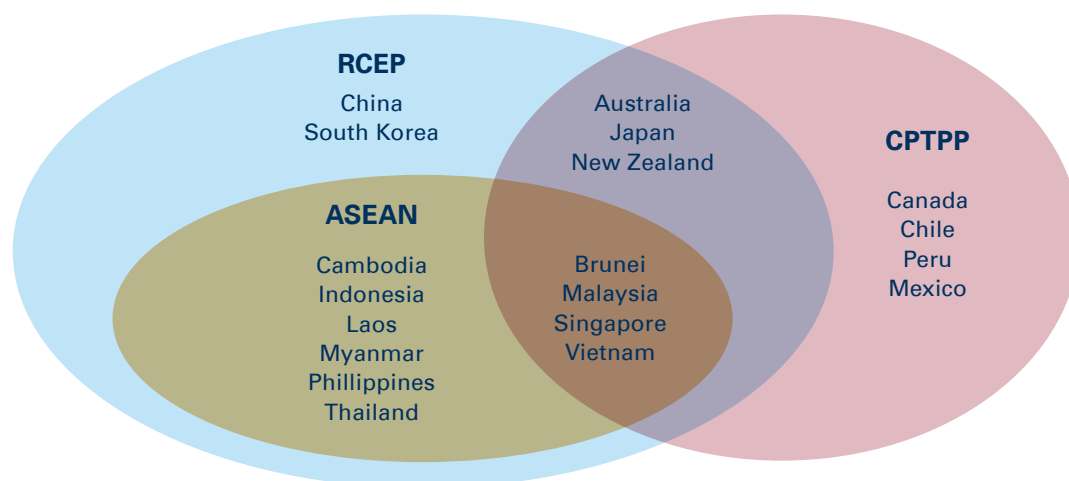 RCEP
China
South Korea
Australia
Japan
New Zealand
CPTPP
Canada
Chile
Peru
Mexico
ASEAN
Cambodia
Indonesia
Laos
Myanmar
Phillippines
Thailand
Brunei
Malaysia
Singapore
Vietnam